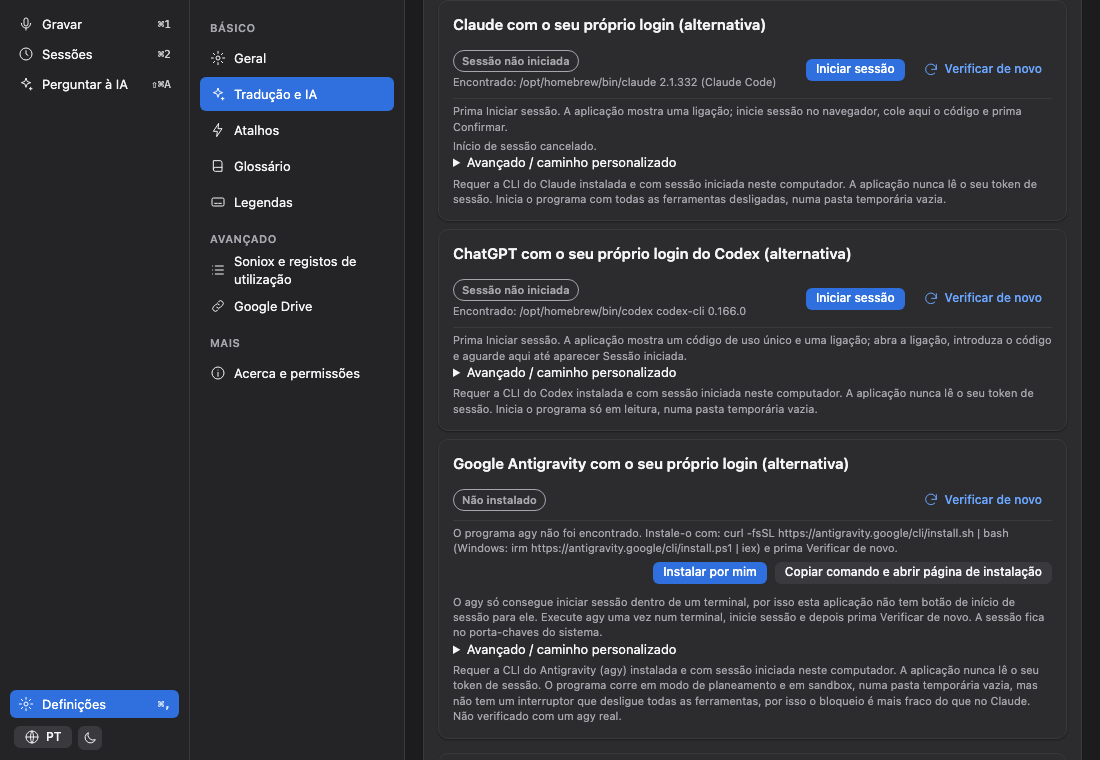 Gravar ⌘1
Sessões ⌘2
Perguntar à IA ⇧⌘A
Definições ⌘,
PT
BÁSICO
Geral
Tradução e IA
Atalhos
Glossário
Legendas
AVANÇADO
Soniox e registos de
utilização
Google Drive
MAIS
Acerca e permissões
Claude com o seu próprio login (alternativa)
Sessão não iniciada
Encontrado: /opt/homebrew/bin/claude 2.1.332 (Claude Code)
Iniciar sessão
Verificar de novo
Prima Iniciar sessão. A aplicação mostra uma ligação; inicie sessão no navegador, cole aqui o código e prima
Confirmar.
Início de sessão cancelado.
Avançado / caminho personalizado
Requer a CLI do Claude instalada e com sessão iniciada neste computador. A aplicação nunca lê o seu token de
sessão. Inicia o programa com todas as ferramentas desligadas, numa pasta temporária vazia.
ChatGPT com o seu próprio login do Codex (alternativa)
Sessão não iniciada
Encontrado: /opt/homebrew/bin/codex codex-cli 0.166.0
Iniciar sessão
Verificar de novo
Prima Iniciar sessão. A aplicação mostra um código de uso único e uma ligação; abra a ligação, introduza o código
e aguarde aqui até aparecer Sessão iniciada.
Avançado / caminho personalizado
Requer a CLI do Codex instalada e com sessão iniciada neste computador. A aplicação nunca lê o seu token de
sessão. Inicia o programa só em leitura, numa pasta temporária vazia.
Google Antigravity com o seu próprio login (alternativa)
Não instalado
Verificar de novo
O programa agy não foi encontrado. Instale-o com: curl -fsSL https://antigravity.google/cli/install.sh | bash
(Windows: irm https://antigravity.google/cli/install.ps1 | iex) e prima Verificar de novo.
Instalar por mim
Copiar comando e abrir página de instalação
O agy só consegue iniciar sessão dentro de um terminal, por isso esta aplicação não tem botão de início de
sessão para ele. Execute agy uma vez num terminal, inicie sessão e depois prima Verificar de novo. A sessão fica
no porta-chaves do sistema.
Avançado / caminho personalizado
Requer a CLI do Antigravity (agy) instalada e com sessão iniciada neste computador. A aplicação nunca lê o seu
token de sessão. O programa corre em modo de planeamento e em sandbox, numa pasta temporária vazia, mas
não tem um interruptor que desligue todas as ferramentas, por isso o bloqueio é mais fraco do que no Claude.
Não verificado com um agy real.